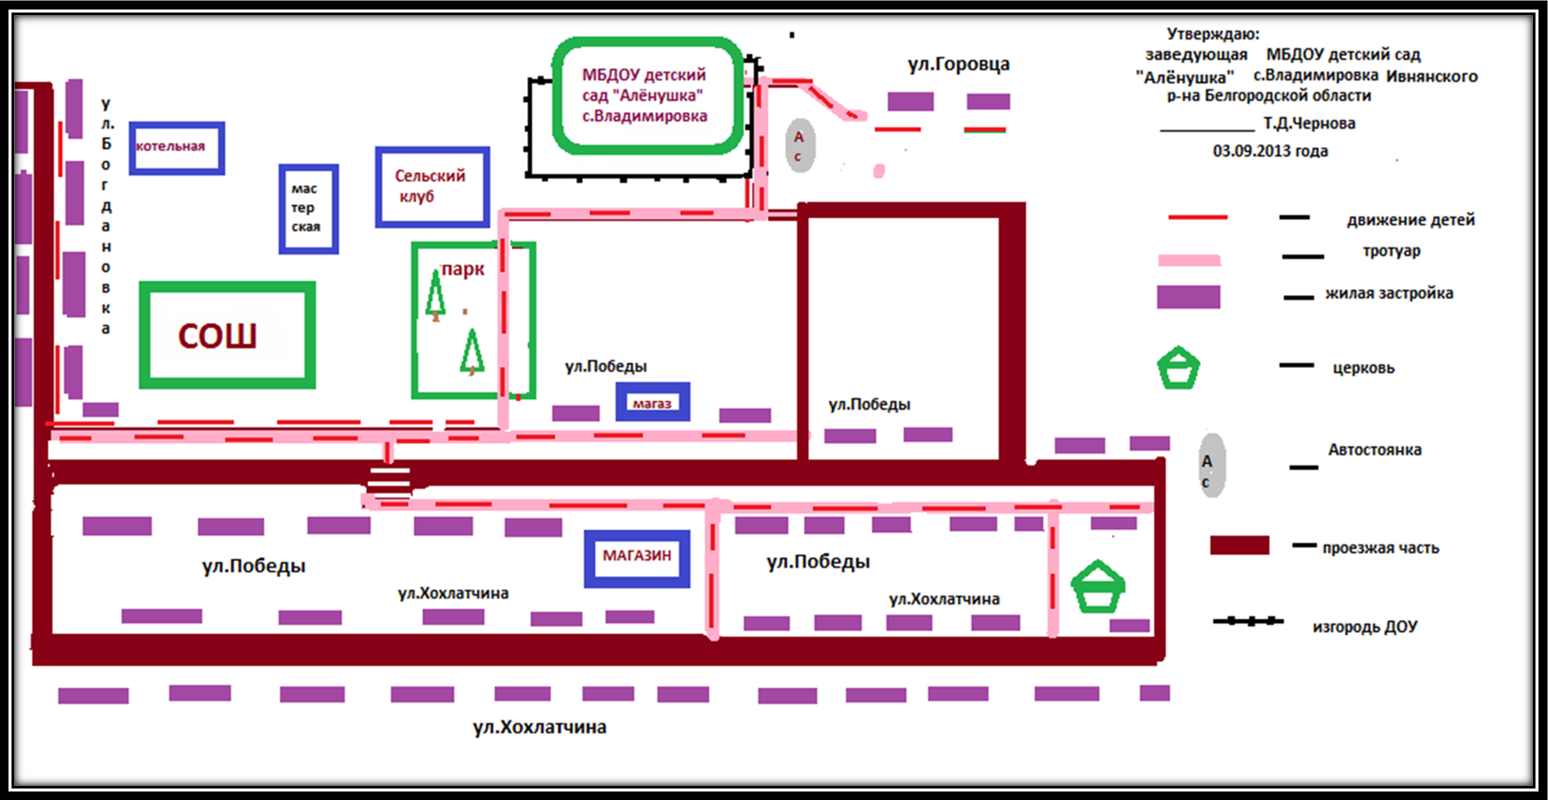 Утверждаю:
заведующая МБДОУ детский сад
"Алёнушка" с.Владимировка Ивнянского
р-на Белгородской области
____________ Т.Д.Чернова
03.09.2013 года
МБДОУ детский
сад "Алёнушка"
с.Владимировка
ул.Горовца
ул.Богдановка
котельная
мас
тер
ская
Сельский
клуб
А
с
парк
СОШ
ул.Победы
магаз
ул.Победы
ул.Победы
МАГАЗИН
ул.Хохлатчина
ул.Победы
ул.Хохлатчина
ул.Хохлатчина
движение детей
тротуар
жилая застройка
церковь
А
с
Автостоянка
проезжая часть
изгородь ДОУ